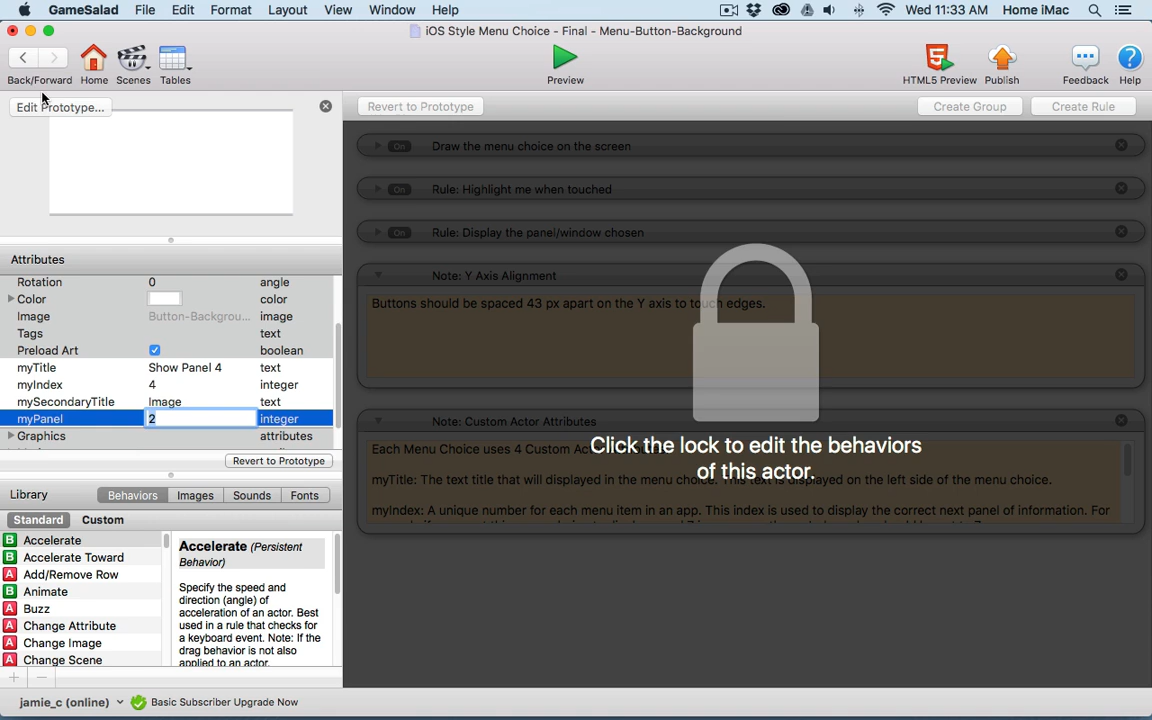 GameSalad File Edit Format Layout View Window Help Wed 11:33 AM Home iMac
iOS Style Menu Choice - Final - Menu-Button-Background
Back/Forward Home Scenes Tables Preview HTML5 Preview Publish Feedback Help
Edit Prototype... Revert to Prototype Create Group Create Rule
On Draw the menu choice on the screen
On Rule: Highlight me when touched
On Rule: Display the panel/window chosen
Note: Y Axis Alignment
Buttons should be spaced 43 px apart on the Y axis to touch edges.
Note: Custom Actor Attributes
Each Menu Choice uses 4 Custom
myTitle: The text title that will displayed in the menu choice. This text is displayed on the left side of the menu choice.
myIndex: A unique number for each menu item in an app. This index is used to display the correct next panel of information. For
Click the lock to edit the behaviors
of this actor.
Attributes
Rotation 0 angle
Color color
Image Button-Backgrou... image
Tags text
Preload Art boolean
myTitle Show Panel 4 text
myIndex 4 integer
mySecondaryTitle Image text
myPanel 2 integer
Graphics attributes
Revert to Prototype
Library Behaviors Images Sounds Fonts
Standard Custom
B Accelerate
B Accelerate Toward
A Add/Remove Row
B Animate
A Buzz
A Change Attribute
A Change Image
A Change Scene
Accelerate (Persistent
Behavior)
Specify the speed and
direction (angle) of
acceleration of an actor. Best
used in a rule that checks for
a keyboard event. Note: If the
drag behavior is not also
applied to an actor.
jamie_c (online) Basic Subscriber Upgrade Now